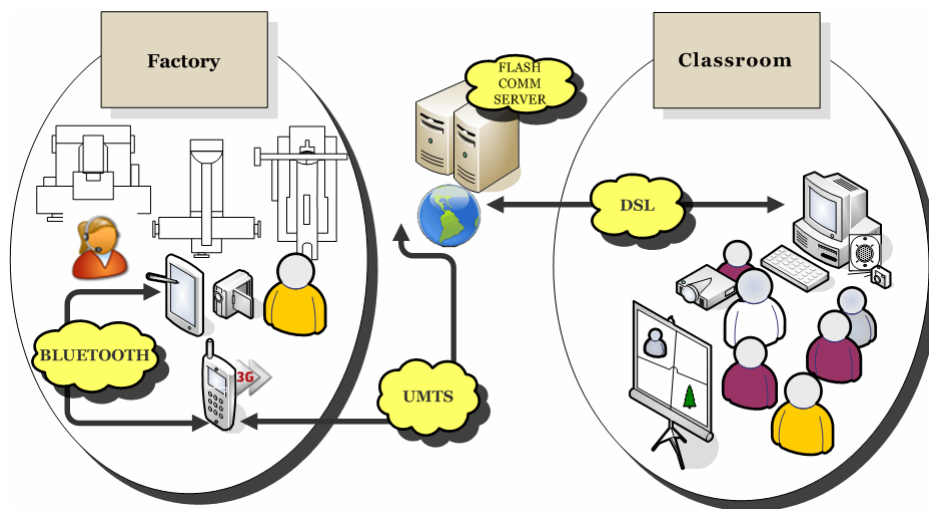 Factory
FLASH
COMM
SERVER
Classroom
DSL
BLUETOOTH
3G
UMTS